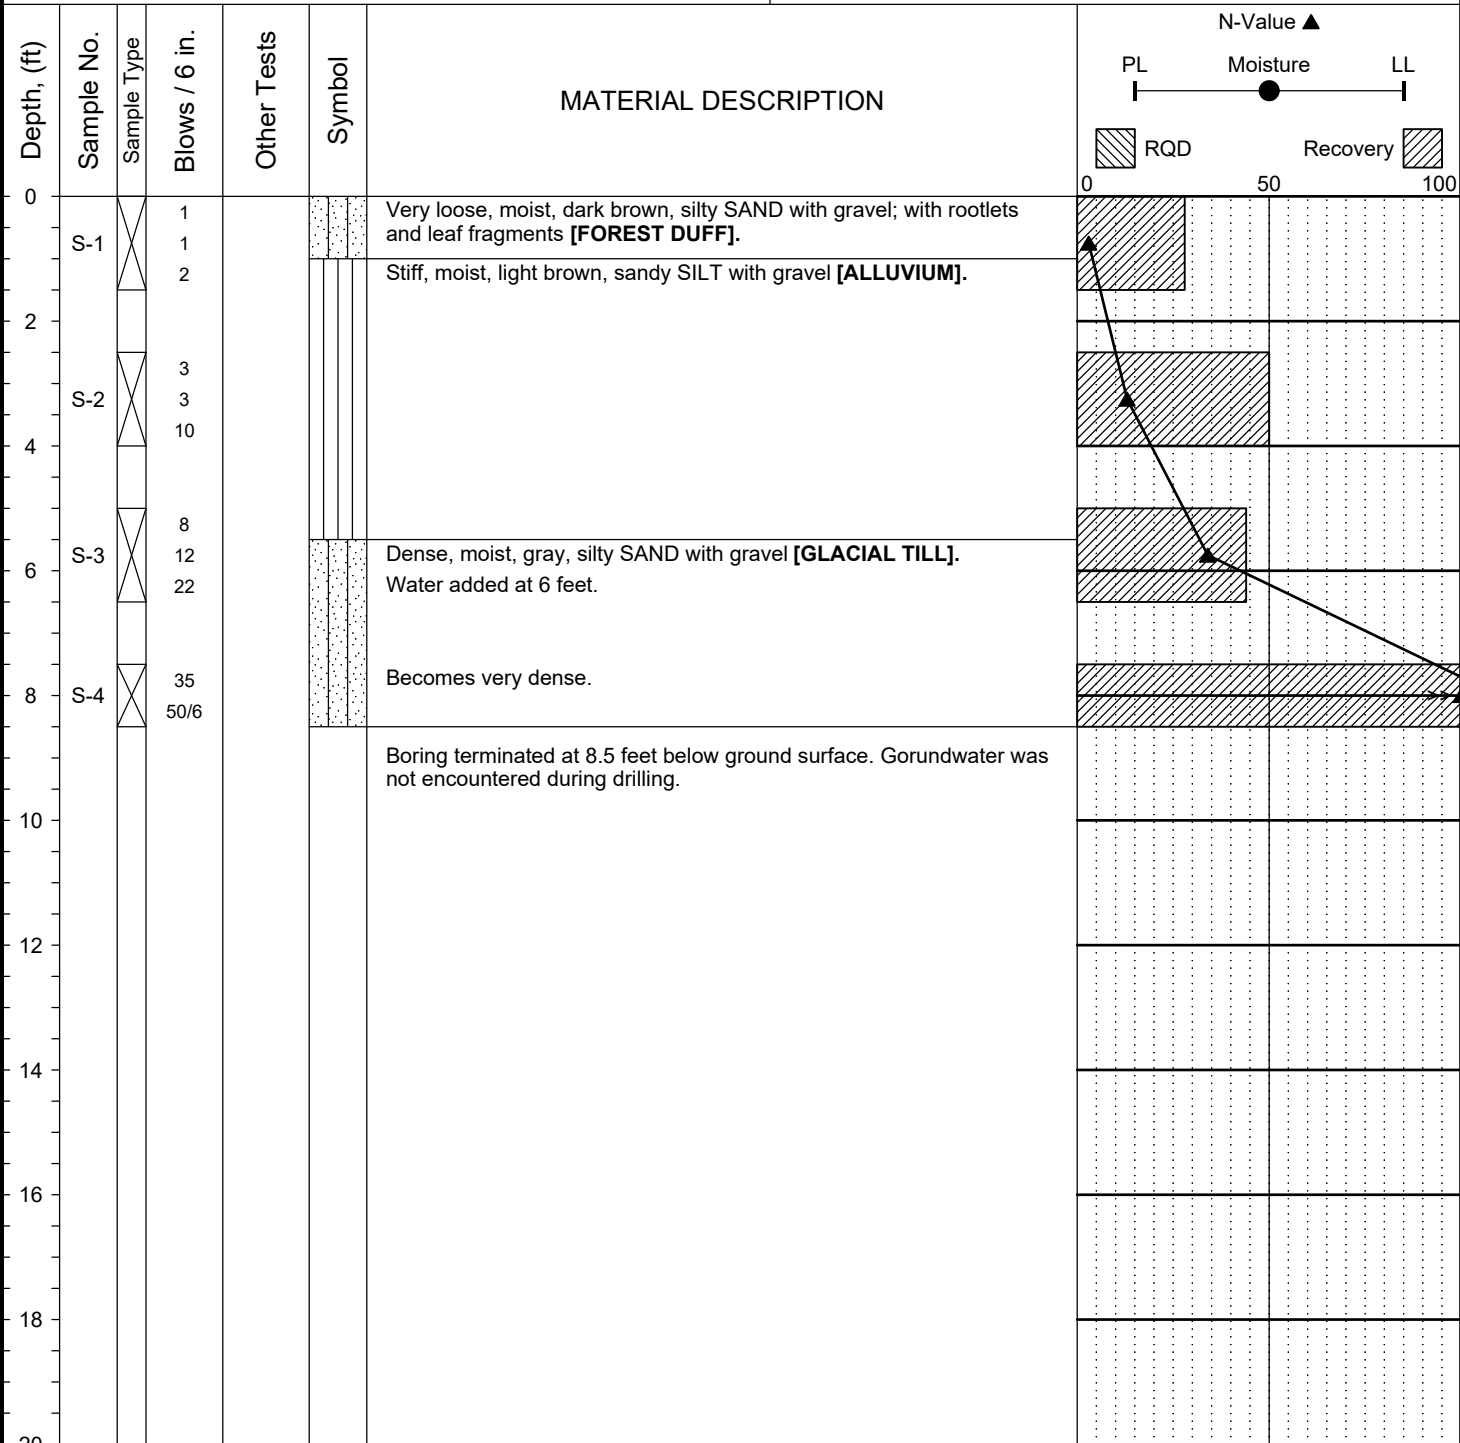 Depth, (ft)
Sample No.
Sample Type
Blows / 6 in.
Other Tests
Symbol
MATERIAL DESCRIPTION
N-Value ▲
PL Moisture LL
RQD Recovery
0 50 100
0
S-1
1
1
2
Very loose, moist, dark brown, silty SAND with gravel; with rootlets
and leaf fragments [FOREST DUFF].
Stiff, moist, light brown, sandy SILT with gravel [ALLUVIUM].
2
S-2
3
3
10
4
S-3
8
12
22
Dense, moist, gray, silty SAND with gravel [GLACIAL TILL].
6
Water added at 6 feet.
S-4
35
50/6
Becomes very dense.
8
>>
Boring terminated at 8.5 feet below ground surface. Gorundwater was
not encountered during drilling.
10
12
14
16
18
20